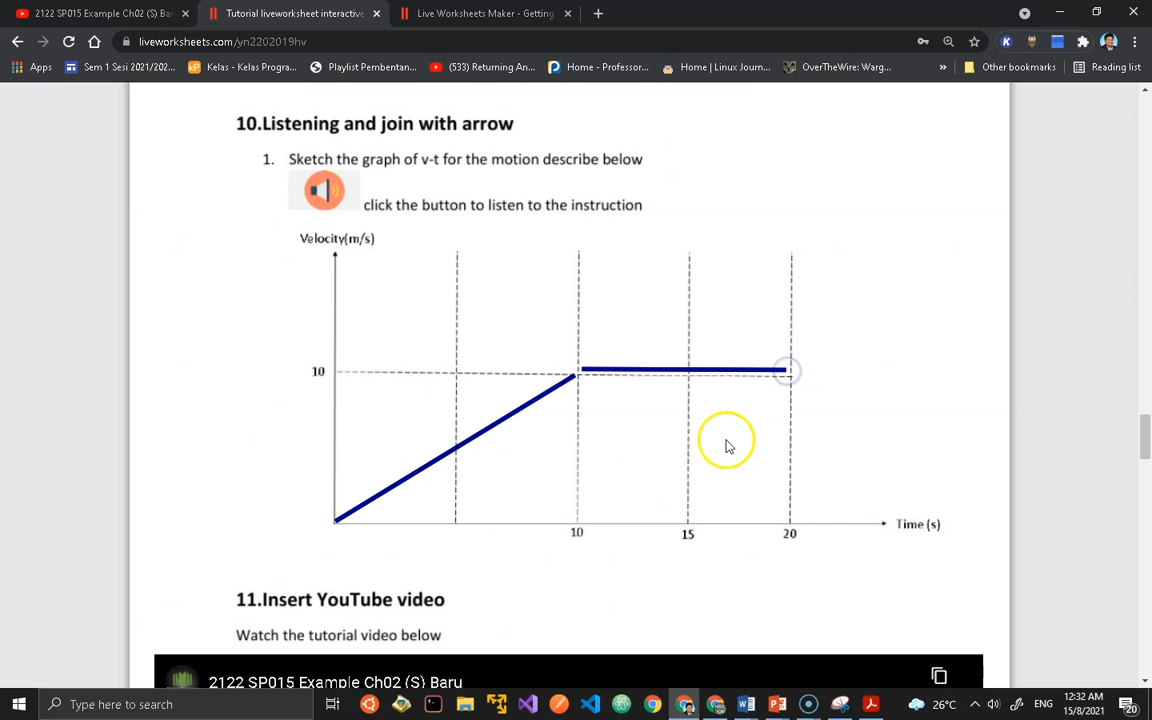 2122 SP015 Example Ch02 (S) Bar
Tutorial liveworksheet interactive
Live Worksheets Maker - Getting
liveworksheets.com/yn2202019hv
Apps
Sem 1 Sesi 2021/202...
Kelas - Kelas Progra...
Playlist Pembentan...
(533) Returning An...
Home - Professor...
Home | Linux Journ...
OverTheWire: Warg...
»
Other bookmarks
Reading list
10.Listening and join with arrow
1. Sketch the graph of v-t for the motion describe below
click the button to listen to the instruction
Velocity(m/s)
10
10
15
20
Time (s)
11.Insert YouTube video
Watch the tutorial video below
2122 SP015 Example Ch02 (S) Baru
Type here to search
26°C
ENG
12:32 AM
15/8/2021
20